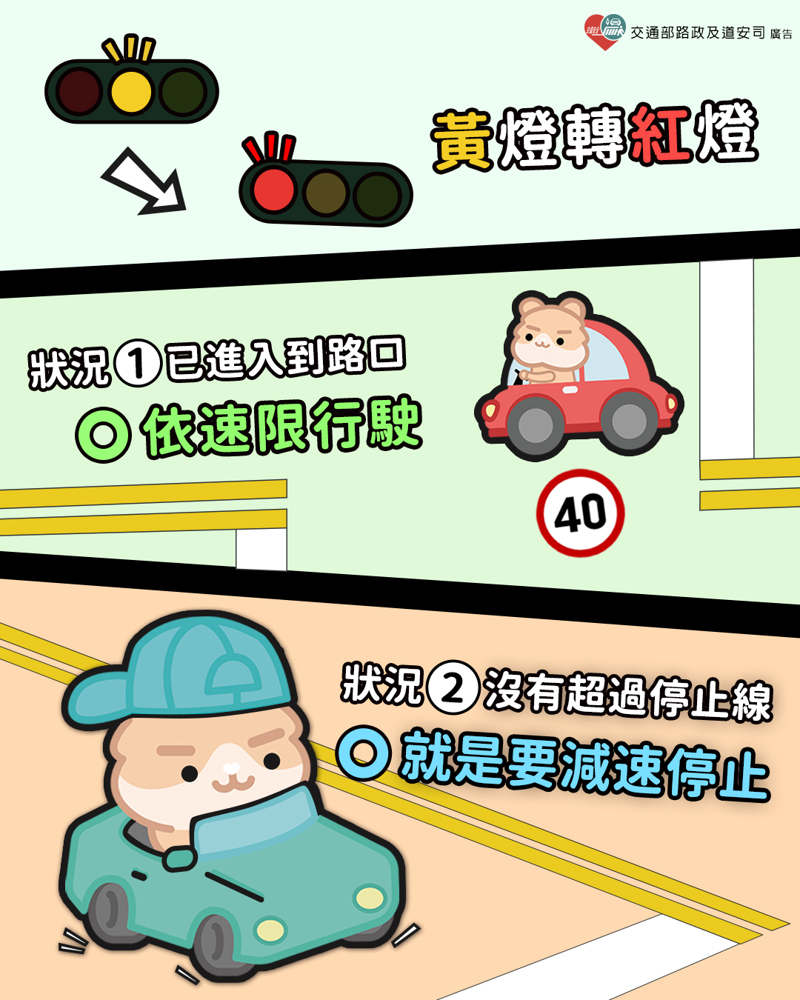 交通部路政及道安司 廣告
黃燈轉紅燈
狀況1已進入到路口
依速限行駛
40
狀況2沒有超過停止線
就是要減速停止